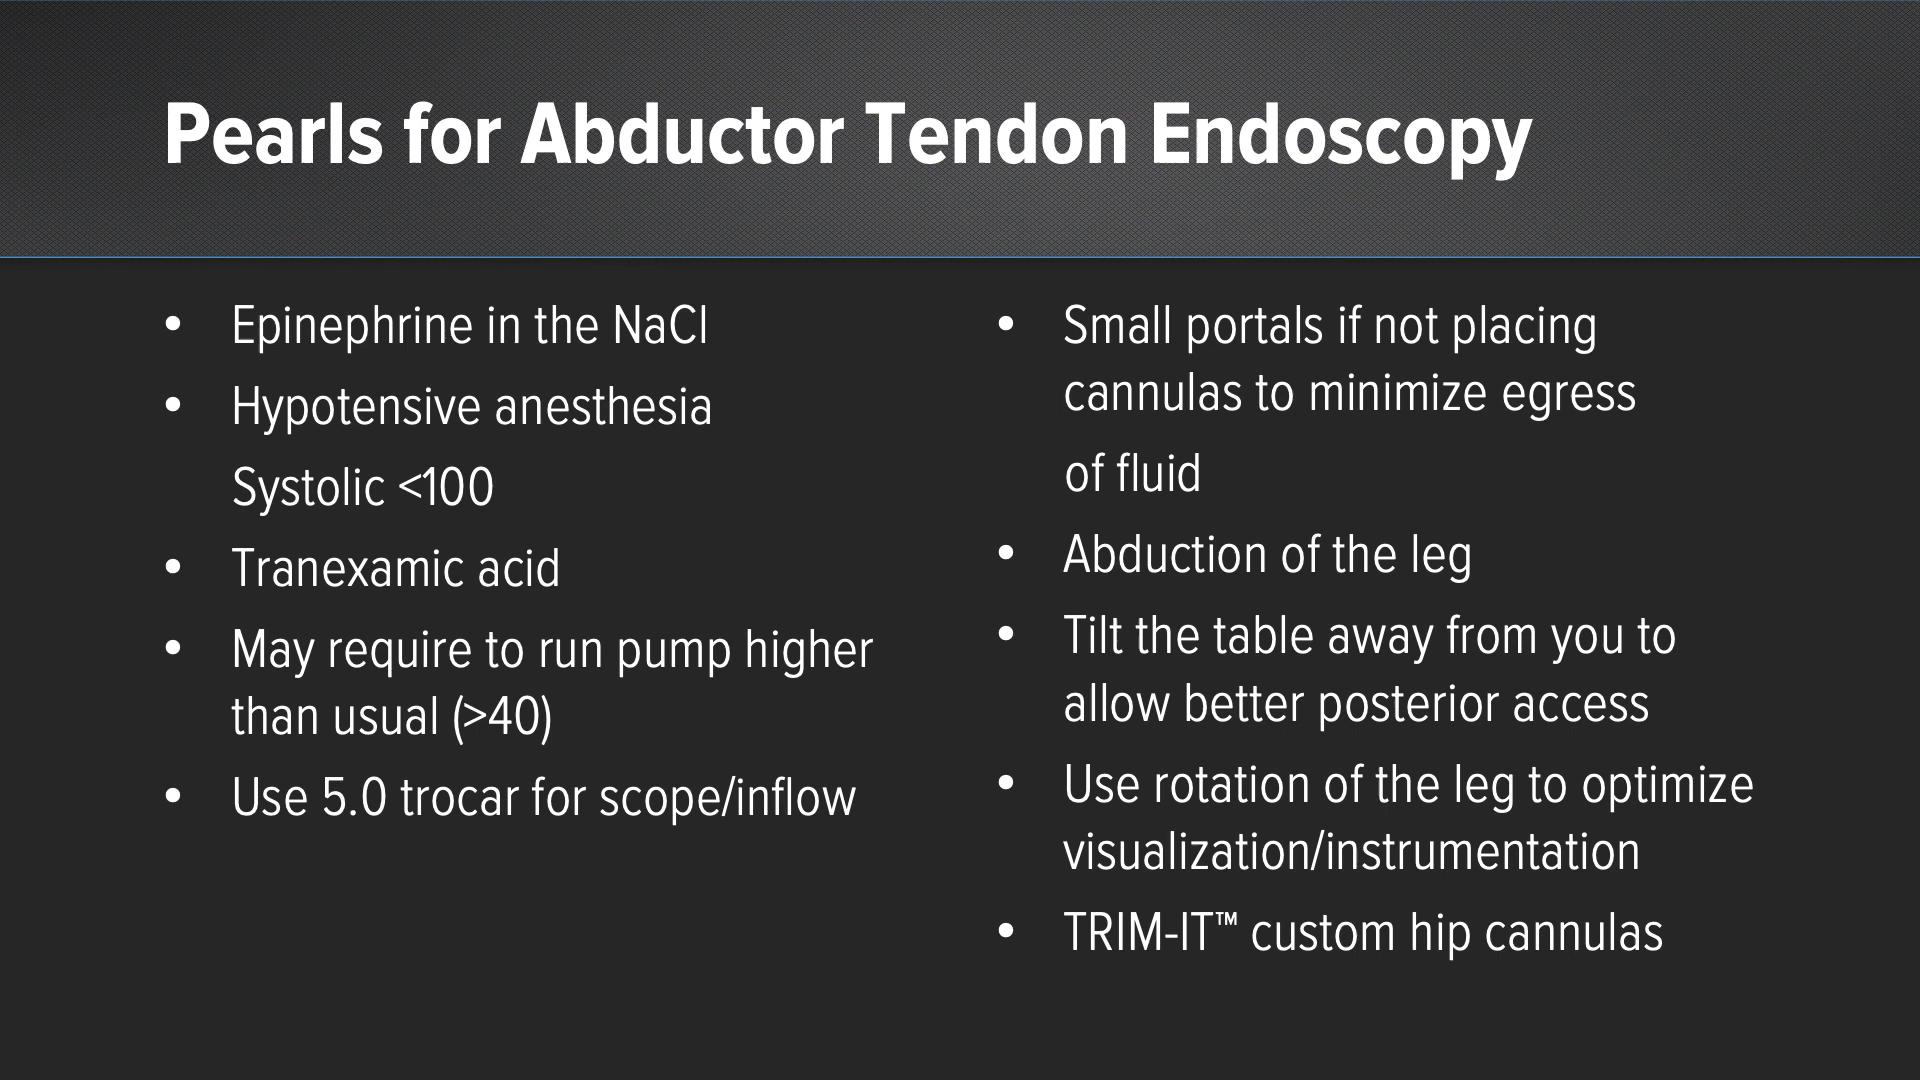 Pearls for Abductor Tendon Endoscopy
• Epinephrine in the NaCl
• Hypotensive anesthesia
Systolic <100
• Tranexamic acid
• May require to run pump higher
than usual (>40)
• Use 5.0 trocar for scope/inflow
• Small portals if not placing
cannulas to minimize egress
of fluid
• Abduction of the leg
• Tilt the table away from you to
allow better posterior access
• Use rotation of the leg to optimize
visualization/instrumentation
• TRIM-IT™ custom hip cannulas